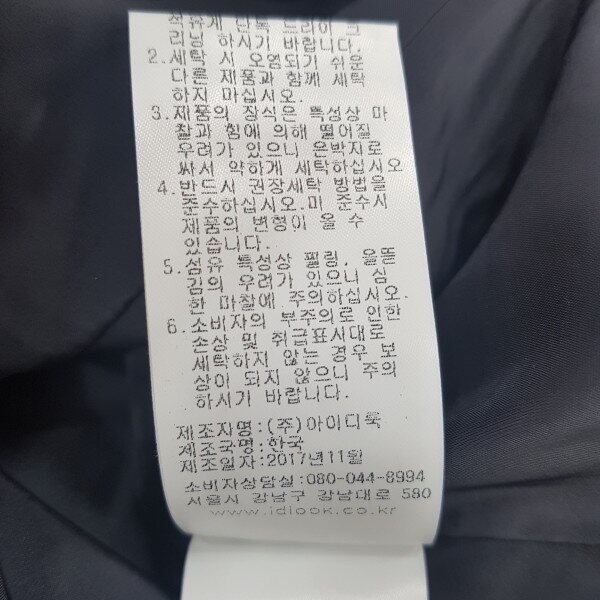 석유계 단독 드라이 크
리닝 하시기 바랍니다.
2.세탁 시 오염되기 쉬운
다른 제품과 함께 세탁
하지 마십시오.
3.제품의 장식은 특성상 마
찰과 힘에 의해 떨어질
우려가 있으니 은박지로
싸서 약하게 세탁하십시오
4.반드시 권장세탁 방법을
준수하십시오.미 준수시
제품의 변형이 올 수
있습니다.
5.섬유 특성상 필링, 올뜯
김의 우려가 있으니 심
한 마찰에 주의하십시오.
6.소비자의 부주의로 인한
손상 및 취급표시대로
세탁하지 않는 경우 보
상이 되지 않으니 주의
하시기 바랍니다.
제조자명:(주)아이디룩
제조국명:한국
제조일자:2017년11월
소비자상담실:080-044-8994
서울시 강남구 강남대로 580
www.idlook.co.kr